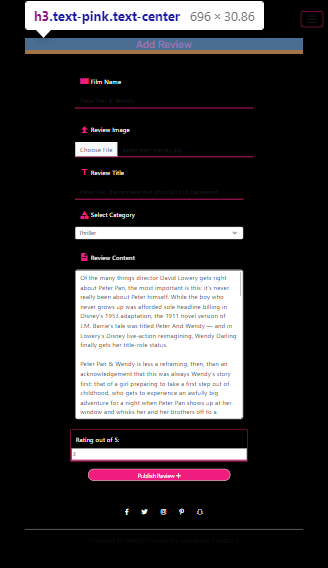 h3.text-pink.text-center 696 × 30.86
Add Review
Film Name
Peter Pan & Wendy
Review Image
Choose File peter-pan-wendy.jpg
Review Title
Peter Pan the remake that shouldn't of happened
Select Category
Thriller
Review Content
Of the many things director David Lowery gets right
about Peter Pan, the most important is this: it's never
really been about Peter himself. While the boy who
never grows up was afforded sole headline billing in
Disney's 1953 adaptation, the 1911 novel version of
J.M. Barrie's tale was titled Peter And Wendy — and in
Lowery's Disney live-action reimagining, Wendy Darling
finally gets her title-role status.
Peter Pan & Wendy is less a reframing, then, than an
acknowledgement that this was always Wendy's story
first: that of a girl preparing to take a first step out of
childhood, who gets to experience an awfully big
adventure for a night when Peter Pan shows up at her
window and whisks her and her brothers off to a
Rating out of 5:
3
Publish Review